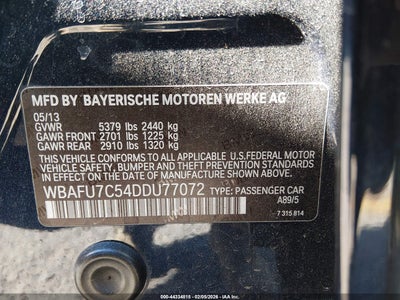 MFD BY BAYERISCHE MOTOREN WERKE AG
05/13
GVWR 5379 lbs 2440 kg
GAWR FRONT 2701 lbs 1225 kg
GAWR REAR 2910 lbs 1320 kg
THIS VEHICLE CONFORMS TO ALL APPLICABLE
U.S.FEDERAL MOTOR VEHICLE SAFETY, BUMPER AND THEFT
PREVENTION STANDARDS IN EFFECT ON THE DATE OF
MANUFACTURE SHOWN ABOVE.
WBAFU7C54DDU77072 TYPE: PASSENGER CAR
A89/5
7 315 814
000-44334815 - 02/05/2026 - IAA Inc.